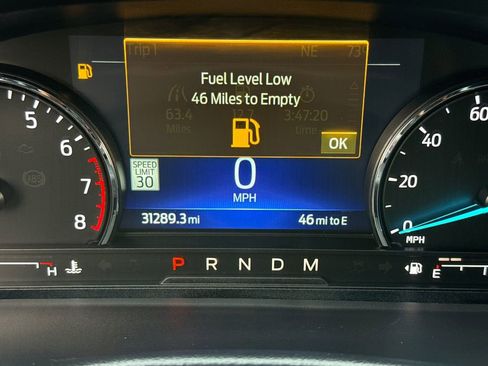 Trip 1 NE 73°
Fuel Level Low
46 Miles to Empty
63.4 3:47:20
Miles time
OK
5
6
7
8
SPEED
LIMIT
30
0
MPH
60
40
20
0
MPH
31289.3 mi 46 mi to E
H P R N D M E